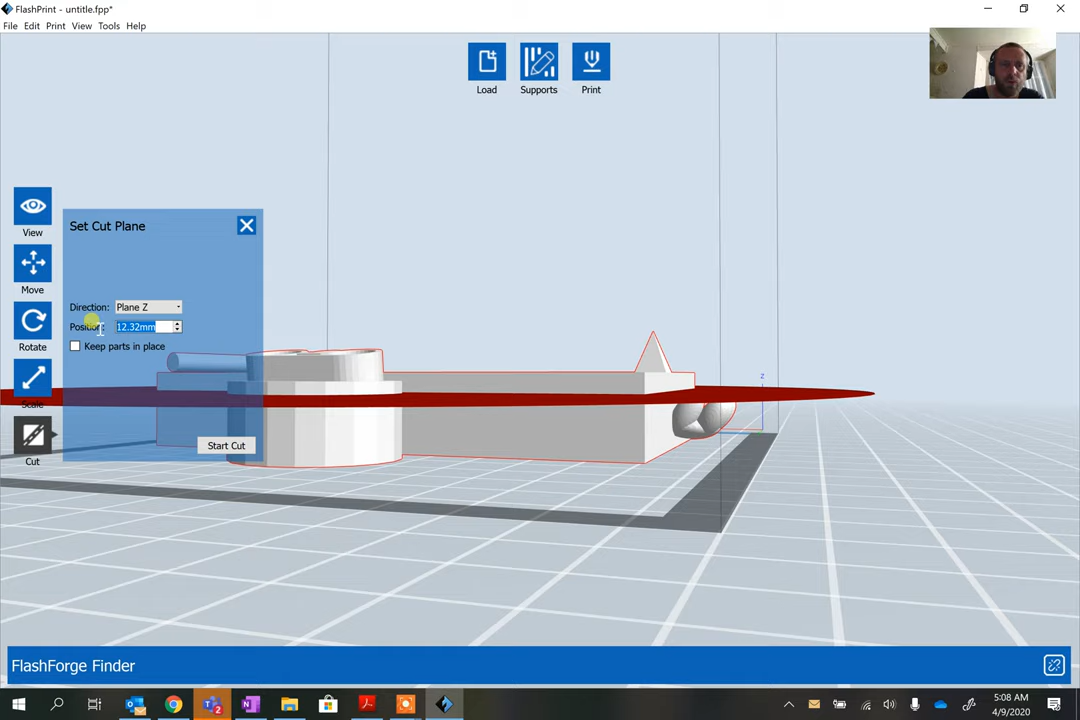 FlashPrint - untitle.fpp*
File Edit Print View Tools Help
Load
Supports
Print
View
Move
Rotate
Scale
Cut
Set Cut Plane
Direction: Plane Z
Position: 12.32mm
Keep parts in place
Start Cut
z
FlashForge Finder
2
5:08 AM
4/9/2020